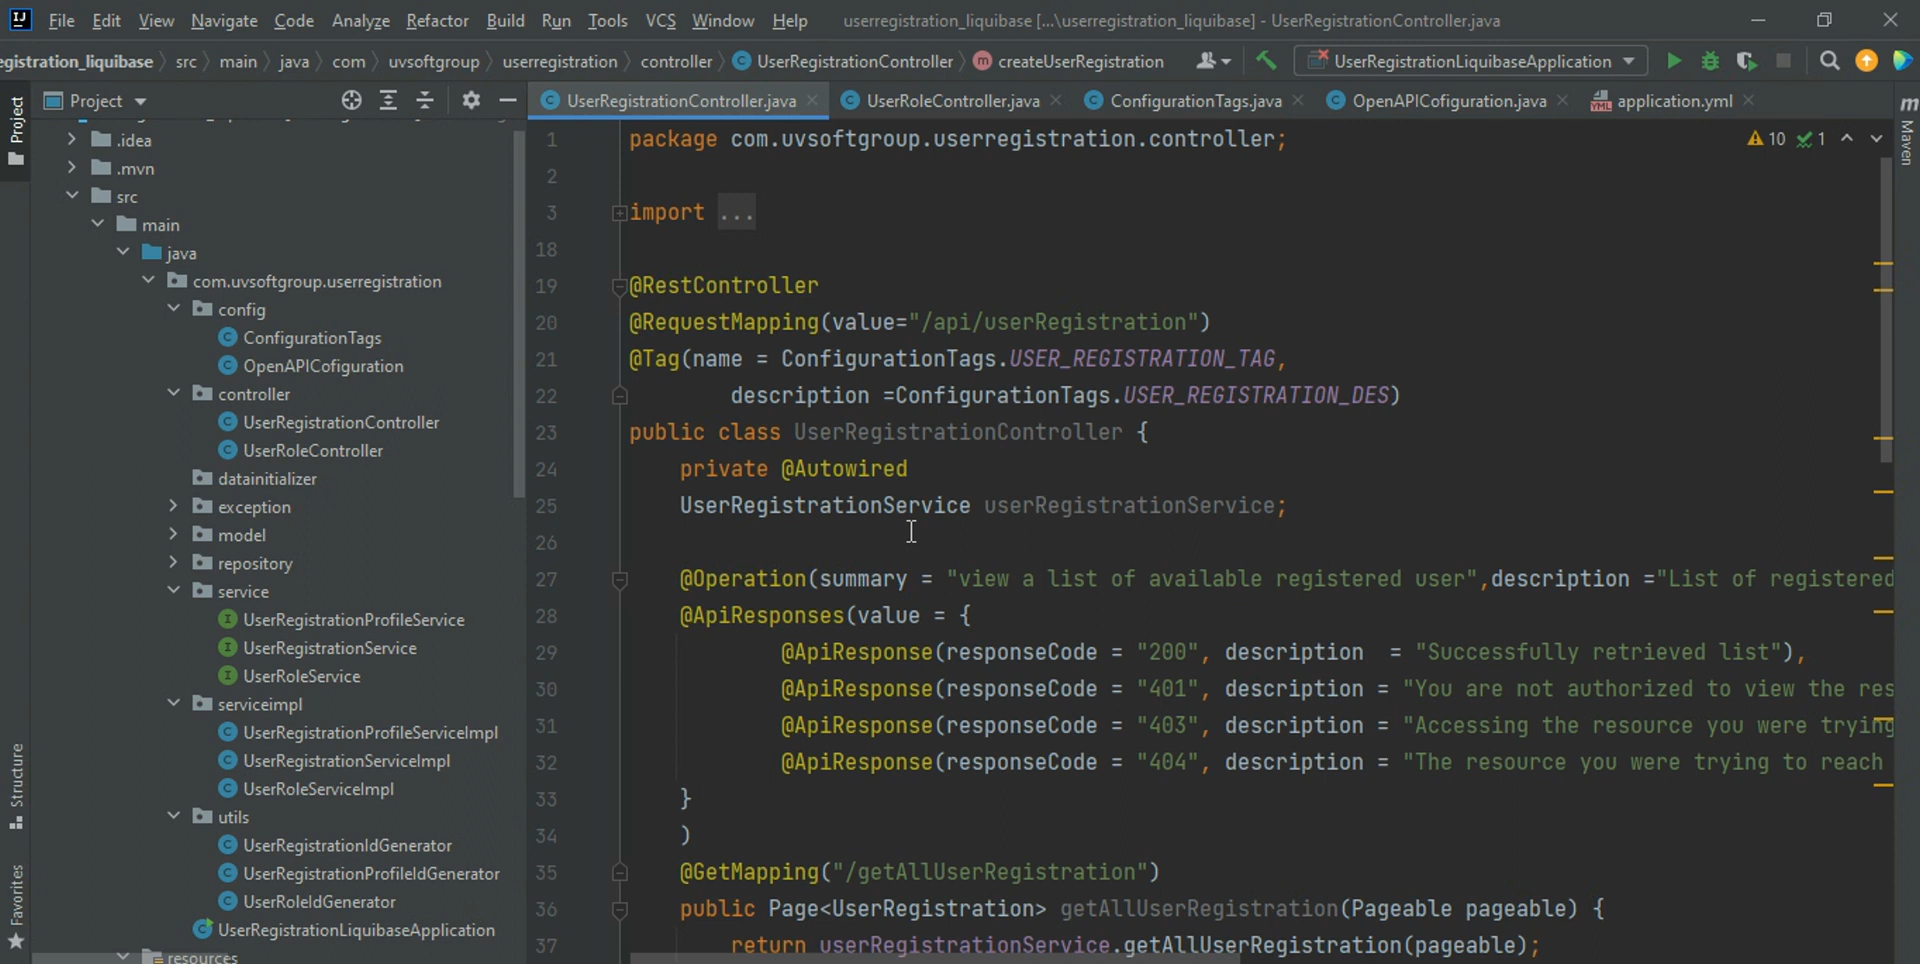 File Edit View Navigate Code Analyze Refactor Build Run Tools VCS Window Help userregistration_liquibase [...\userregistration_liquibase] - UserRegistrationController.java
egistration_liquibase src main java com uvsoftgroup userregistration controller UserRegistrationController createUserRegistration UserRegistrationLiquibaseApplication
Project UserRegistrationController.java UserRoleController.java ConfigurationTags.java OpenAPICofiguration.java application.yml
Project
Structure
Favorites
Maven
.idea
.mvn
src
main
java
com.uvsoftgroup.userregistration
config
ConfigurationTags
OpenAPICofiguration
controller
UserRegistrationController
UserRoleController
datainitializer
exception
model
repository
service
UserRegistrationProfileService
UserRegistrationService
UserRoleService
serviceimpl
UserRegistrationProfileServiceImpl
UserRegistrationServiceImpl
UserRoleServiceImpl
utils
UserRegistrationIdGenerator
UserRegistrationProfileIdGenerator
UserRoleIdGenerator
UserRegistrationLiquibaseApplication
resources
10 1
1 package com.uvsoftgroup.userregistration.controller;
2
3 import ...
18
19 @RestController
20 @RequestMapping(value="/api/userRegistration")
21 @Tag(name = ConfigurationTags.USER_REGISTRATION_TAG,
22 description =ConfigurationTags.USER_REGISTRATION_DES)
23 public class UserRegistrationController {
24 private @Autowired
25 UserRegistrationService userRegistrationService;
26
27 @Operation(summary = "view a list of available registered user",description ="List of registered
28 @ApiResponses(value = {
29 @ApiResponse(responseCode = "200", description  = "Successfully retrieved list"),
30 @ApiResponse(responseCode = "401", description = "You are not authorized to view the res
31 @ApiResponse(responseCode = "403", description = "Accessing the resource you were trying
32 @ApiResponse(responseCode = "404", description = "The resource you were trying to reach
33 }
34 )
35 @GetMapping("/getAllUserRegistration")
36 public Page<UserRegistration> getAllUserRegistration(Pageable pageable) {
37 return userRegistrationService.getAllUserRegistration(pageable);